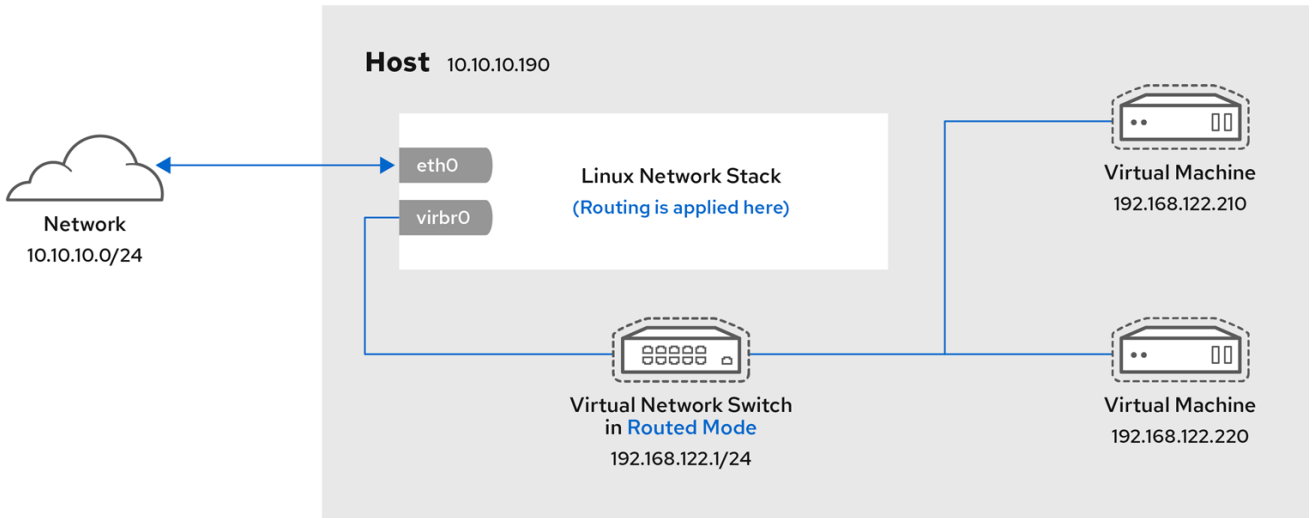 Host 10.10.10.190
eth0
Linux Network Stack
(Routing is applied here)
virbr0
Network
10.10.10.0/24
Virtual Machine
192.168.122.210
Virtual Network Switch
in Routed Mode
192.168.122.1/24
Virtual Machine
192.168.122.220